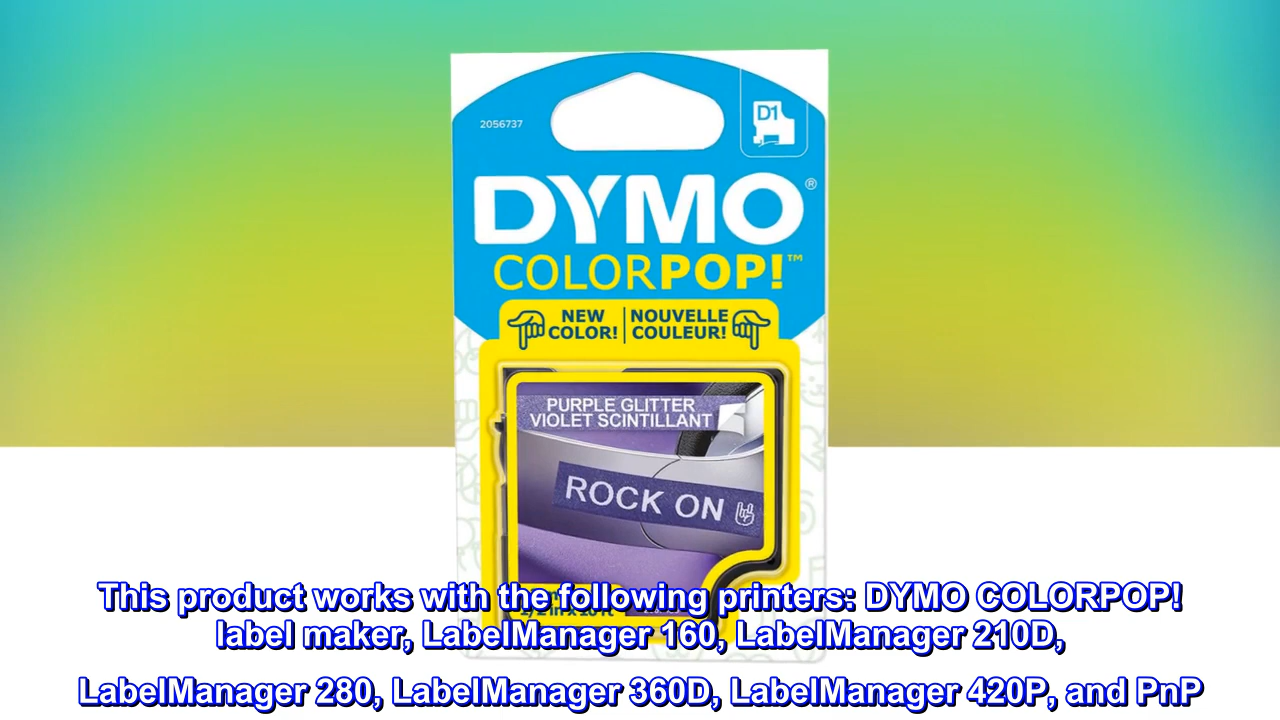 2056737
D1
DYMO®
COLORPOP!™
NEW COLOR!
NOUVELLE COULEUR!
PURPLE GLITTER
VIOLET SCINTILLANT
ROCK ON
This product works with the following printers: DYMO COLORPOP!
label maker, LabelManager 160, LabelManager 210D,
LabelManager 280, LabelManager 360D, LabelManager 420P, and PnP